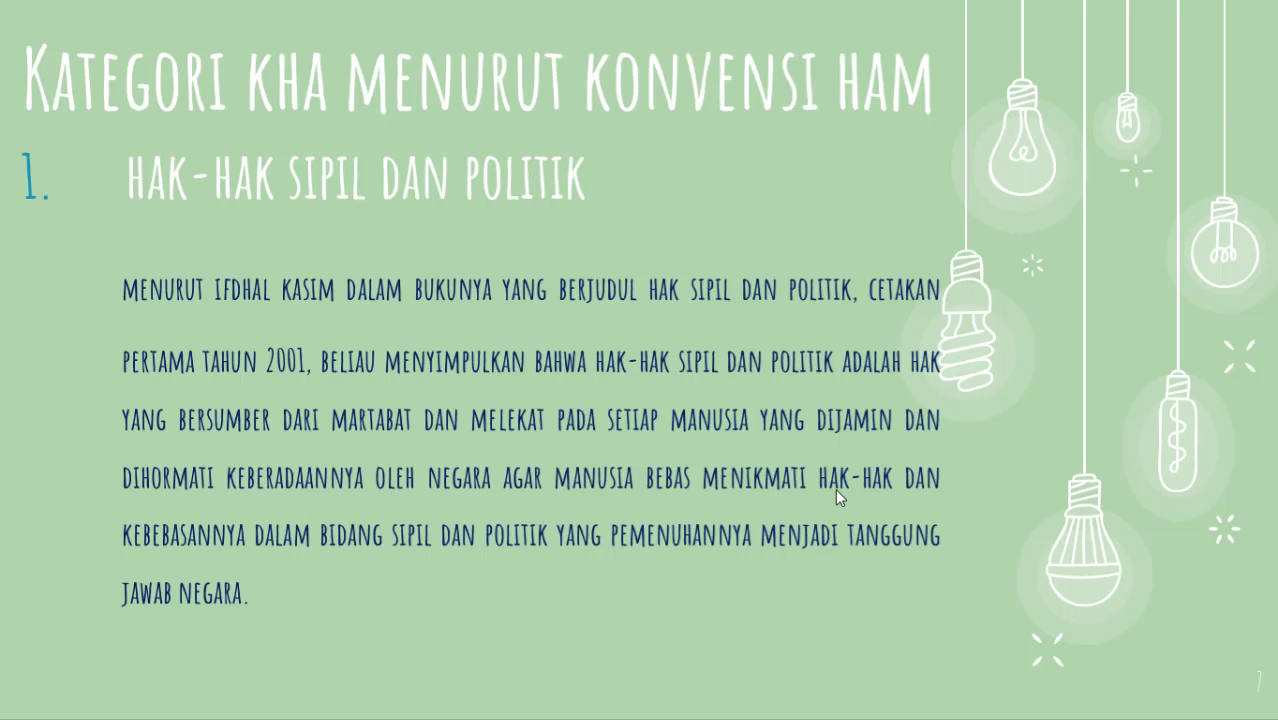 Kategori kha menurut konvensi ham
1. hak-hak sipil dan politik
menurut ifdhal kasim dalam bukunya yang berjudul hak sipil dan politik, cetakan
pertama tahun 2001, beliau menyimpulkan bahwa hak-hak sipil dan politik adalah hak
yang bersumber dari martabat dan melekat pada setiap manusia yang dijamin dan
dihormati keberadaannya oleh negara agar manusia bebas menikmati hak-hak dan
kebebasannya dalam bidang sipil dan politik yang pemenuhannya menjadi tanggung
jawab negara.
7